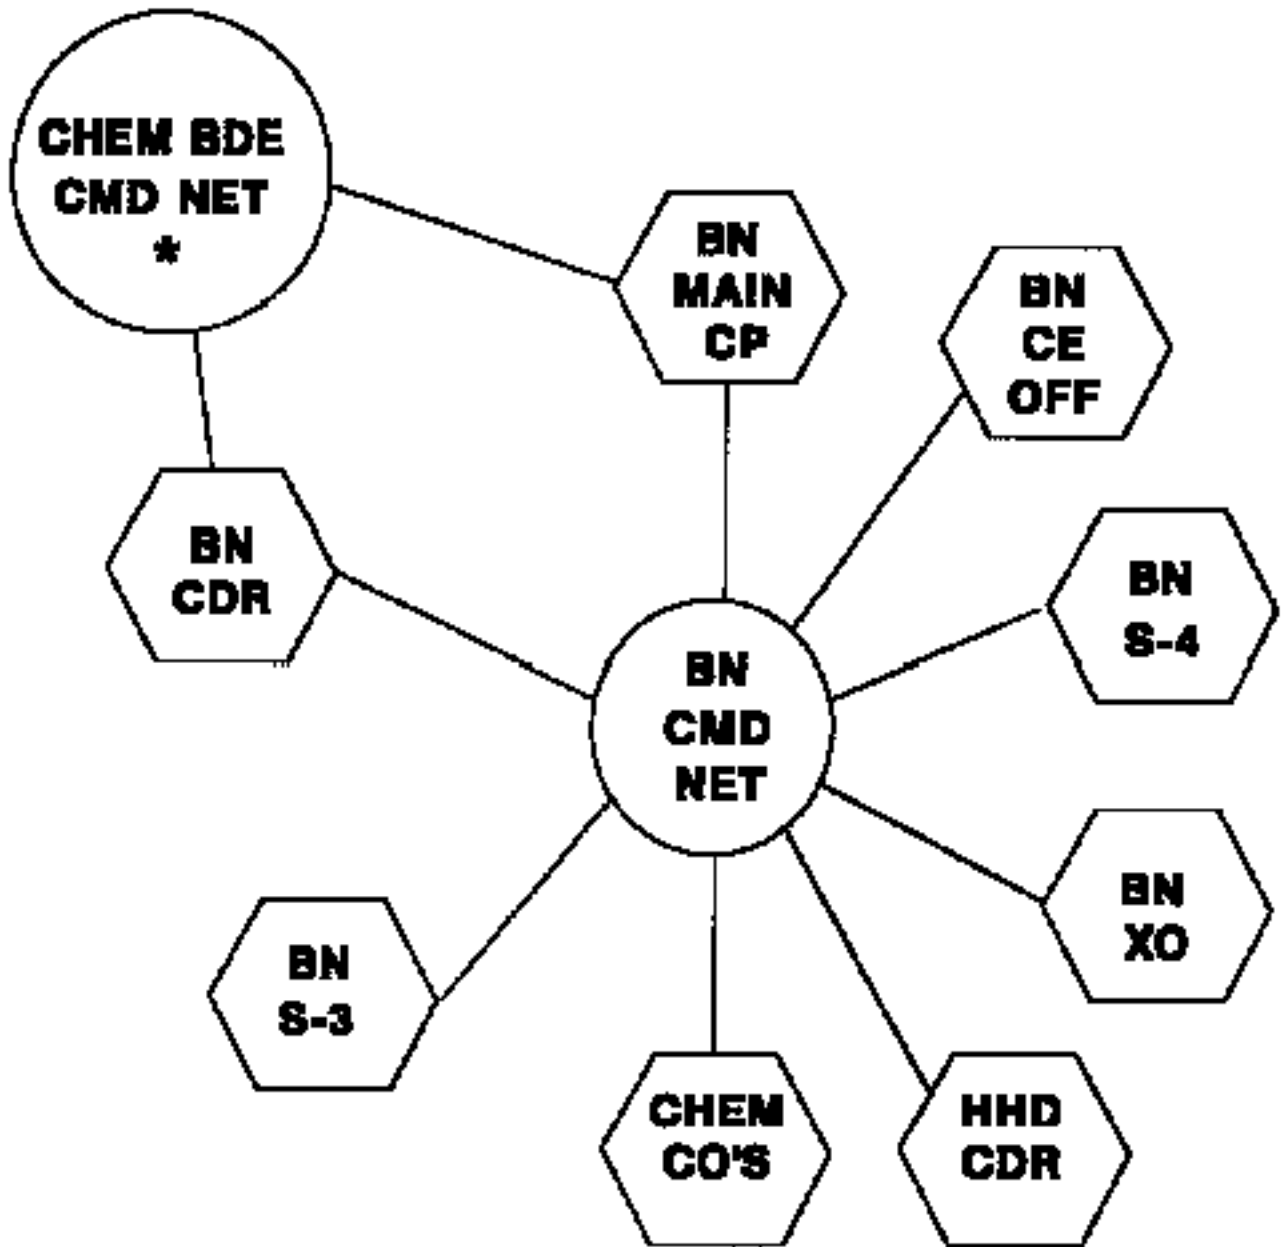 CHEM BDE
CMD NET
*
BN
MAIN
CP
BN
CE
OFF
BN
CDR
BN
S-4
BN
CMD
NET
BN
XO
BN
S-3
CHEM
CO'S
HHD
CDR